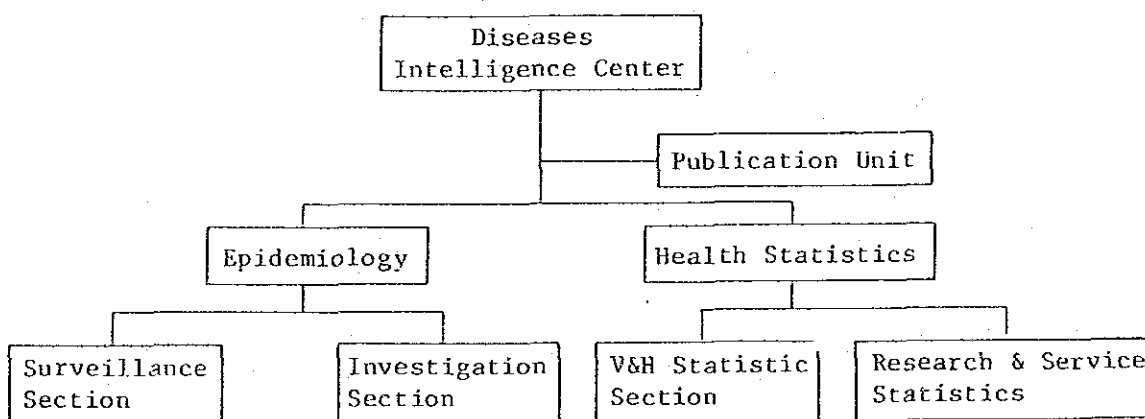 Diseases
Intelligence Center
Publication Unit
Epidemiology
Health Statistics
Surveillance
Section
Investigation
Section
V&H Statistic
Section
Research & Service
Statistics